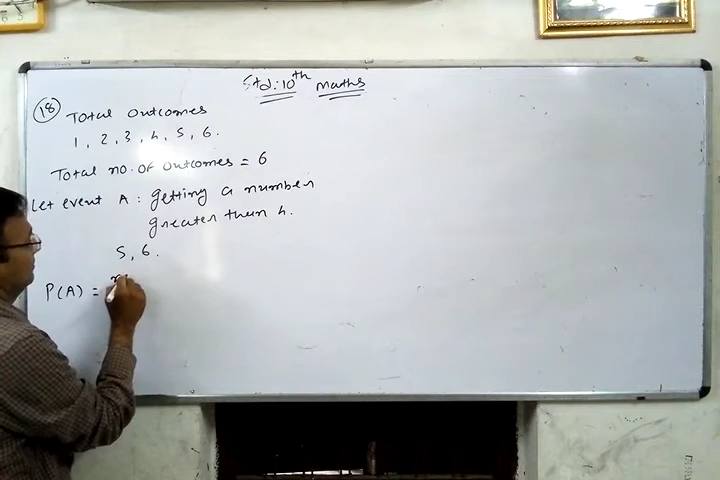 Std:10th Maths
18 Total outcomes
1, 2, 3, 4, 5, 6.
Total no. of outcomes = 6
Let event A : Getting a number
greater than 4.
5, 6.
P(A) =